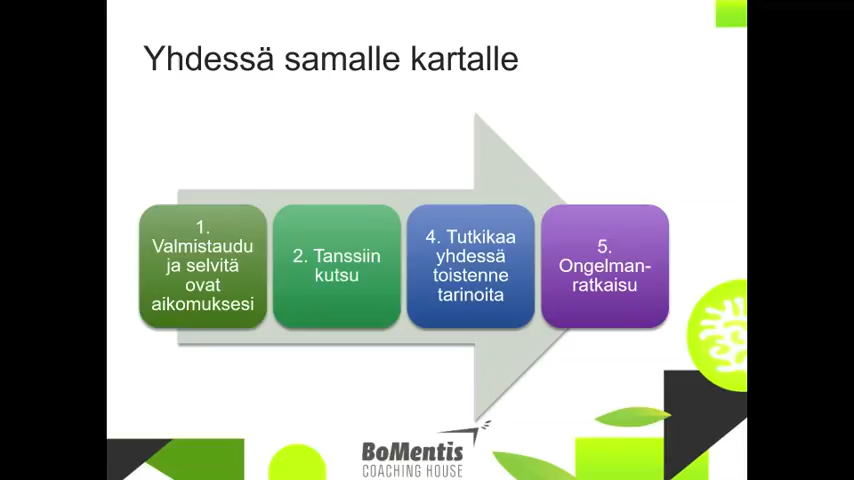 Yhdessä samalle kartalle
1.
Valmistaudu
ja selvitä
ovat
aikomuksesi
2. Tanssiin
kutsu
4. Tutkikaa
yhdessä
toistenne
tarinoita
5.
Ongelman-
ratkaisu
BoMentis
COACHING HOUSE